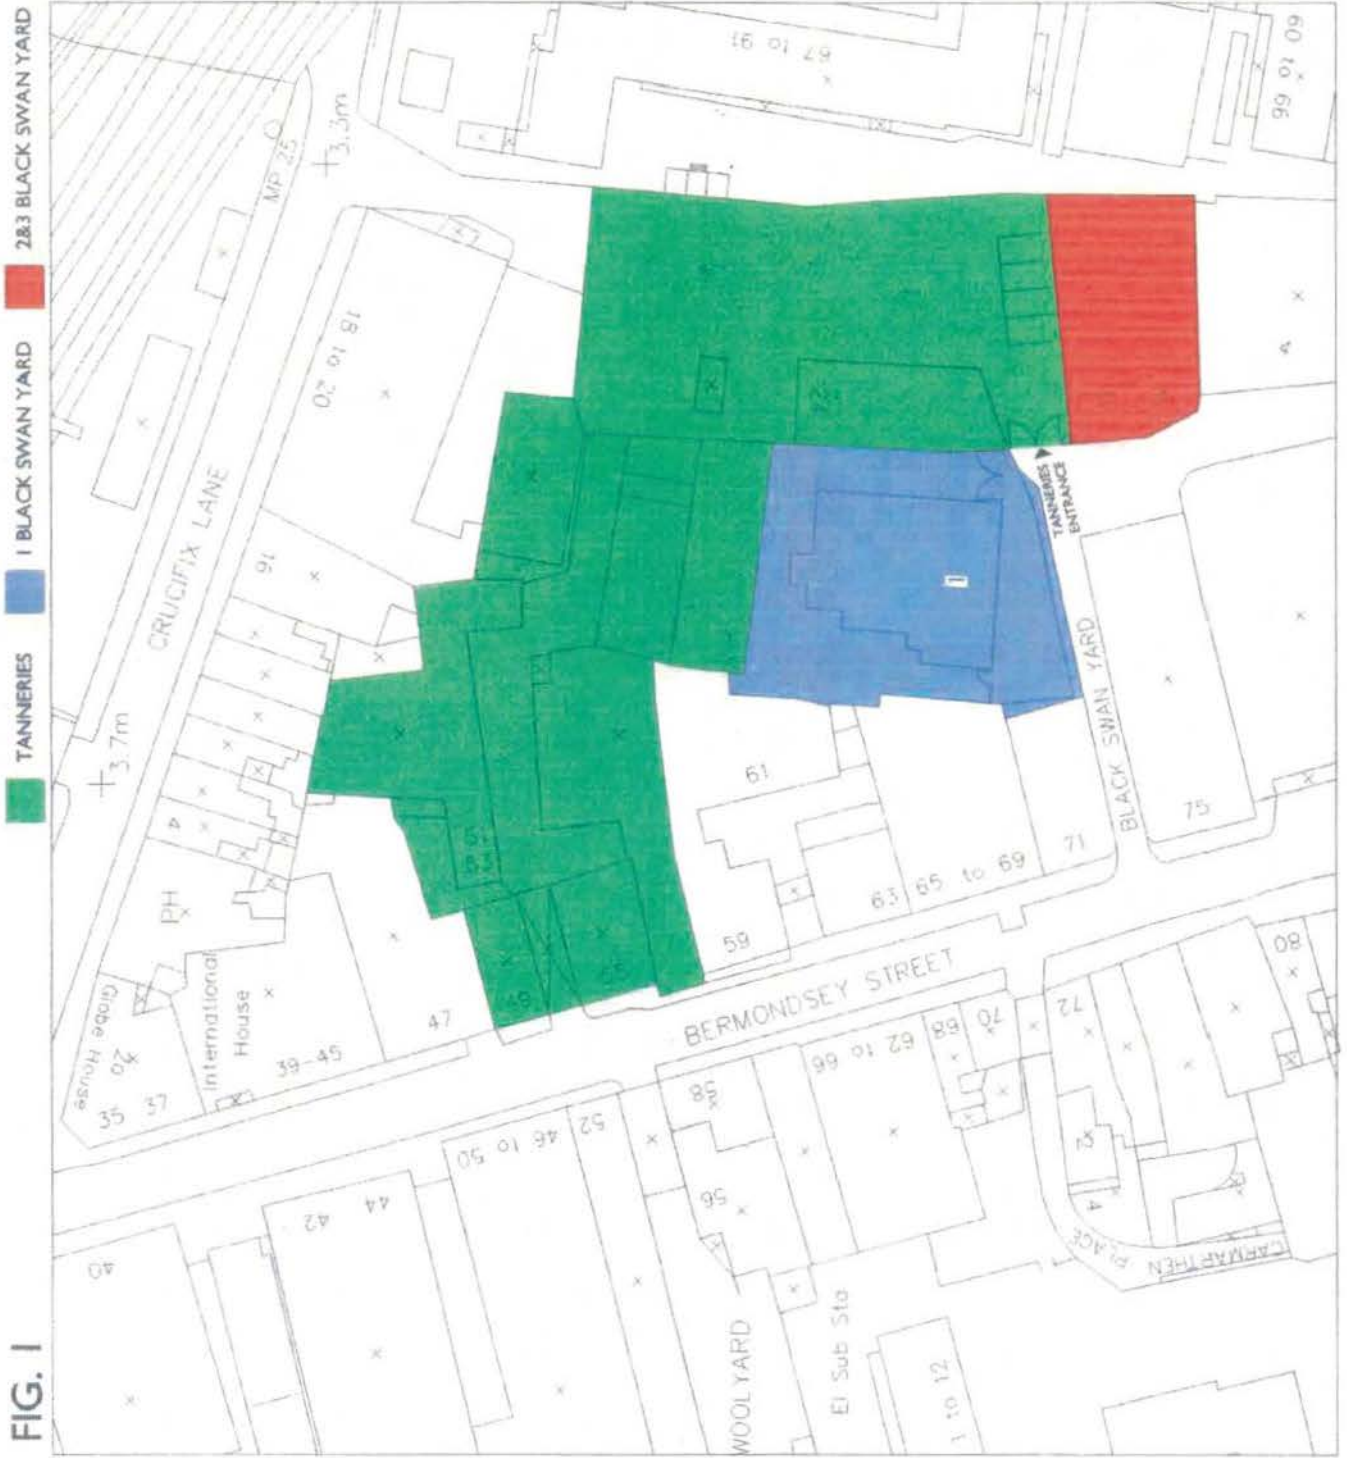 FIG. 1
TANNERIES
1 BLACK SWAN YARD
2&3 BLACK SWAN YARD
MP 25
3.3m
67 to 91
60 to 66
18 to 20
CRUCIFIX LANE
16
3.7m
4
PH
Globe House
20
35 37
International
House
39-45
47
49
55
59
61
63
65 to 69
71
75
1
TANNERIES
ENTRANCE
BLACK SWAN YARD
BERMONDSEY STREET
40
42
44
46 to 50
52
56
58
62 to 66
68
70
72
80
2
4
CARMARTHEN PLACE
WOOLYARD
El Sub Sta
1 to 12